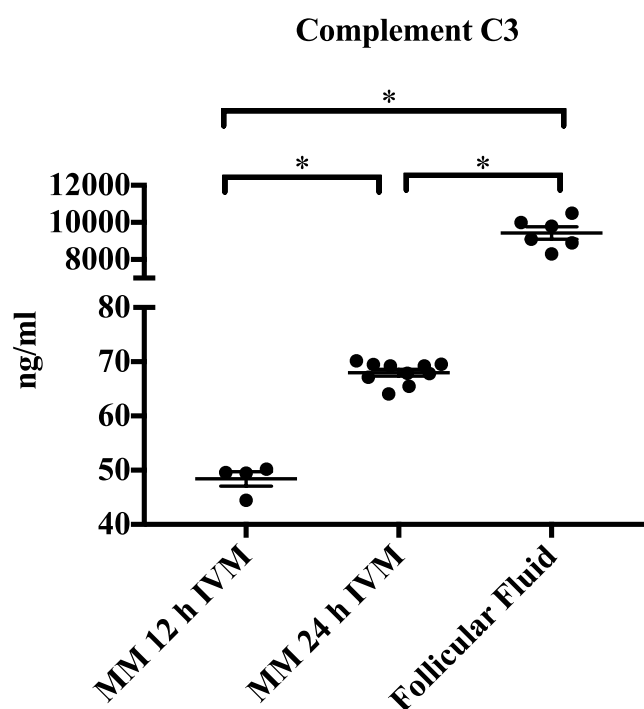 Complement C3
*
*
*
12000
10000
8000
80
70
60
50
40
ng/ml
MM 12 h IVM
MM 24 h IVM
Follicular Fluid